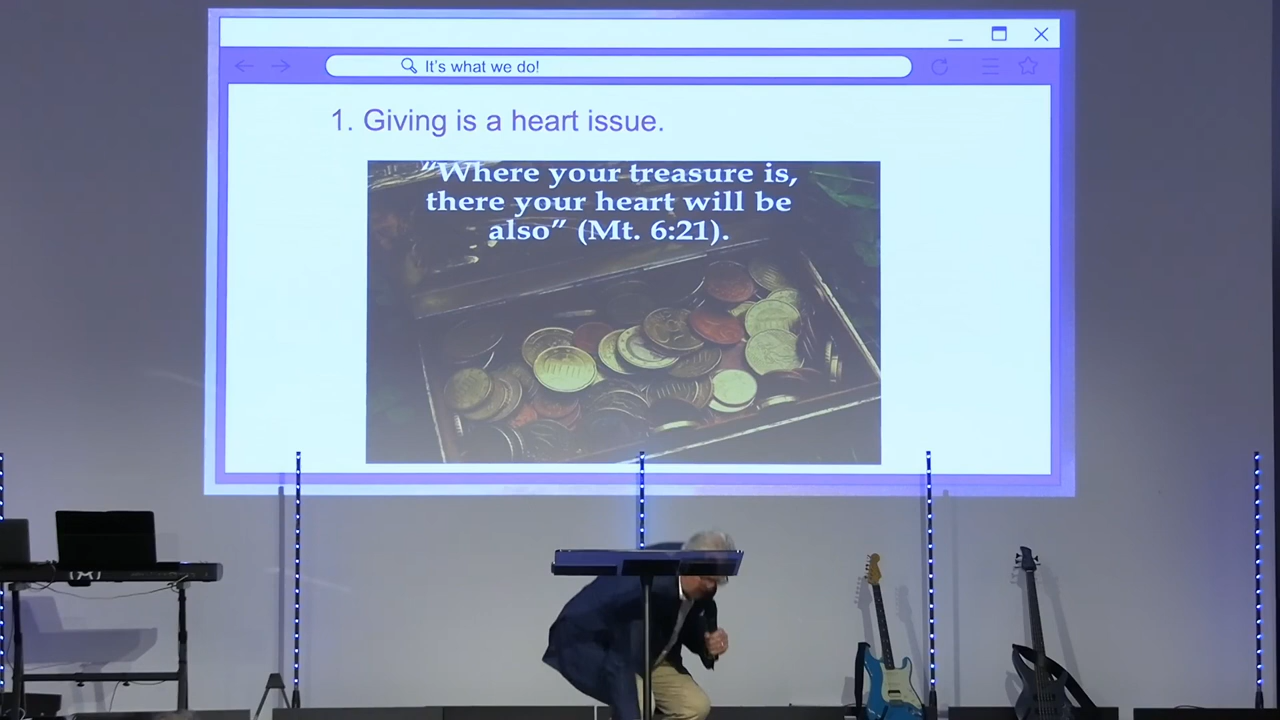 It's what we do!
1. Giving is a heart issue.
"Where your treasure is,
there your heart will be
also" (Mt. 6:21).